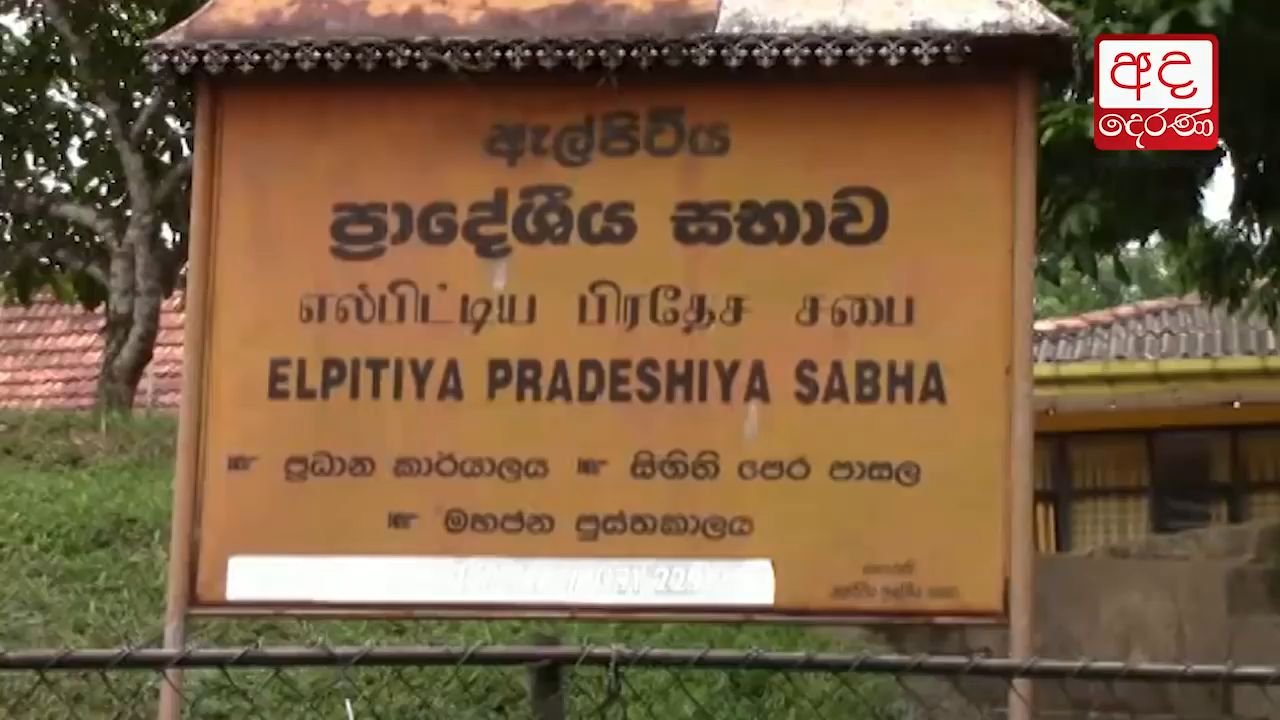 අද
දෙරණ
ඇල්පිටිය
ප්‍රාදේශීය සභාව
எல்பிட்டிய பிரதேச சபை
ELPITIYA PRADESHIYA SABHA
☛ ප්‍රධාන කාර්යාලය ☛ සිඟිති පෙර පාසල
☛ මහජන පුස්තකාලය